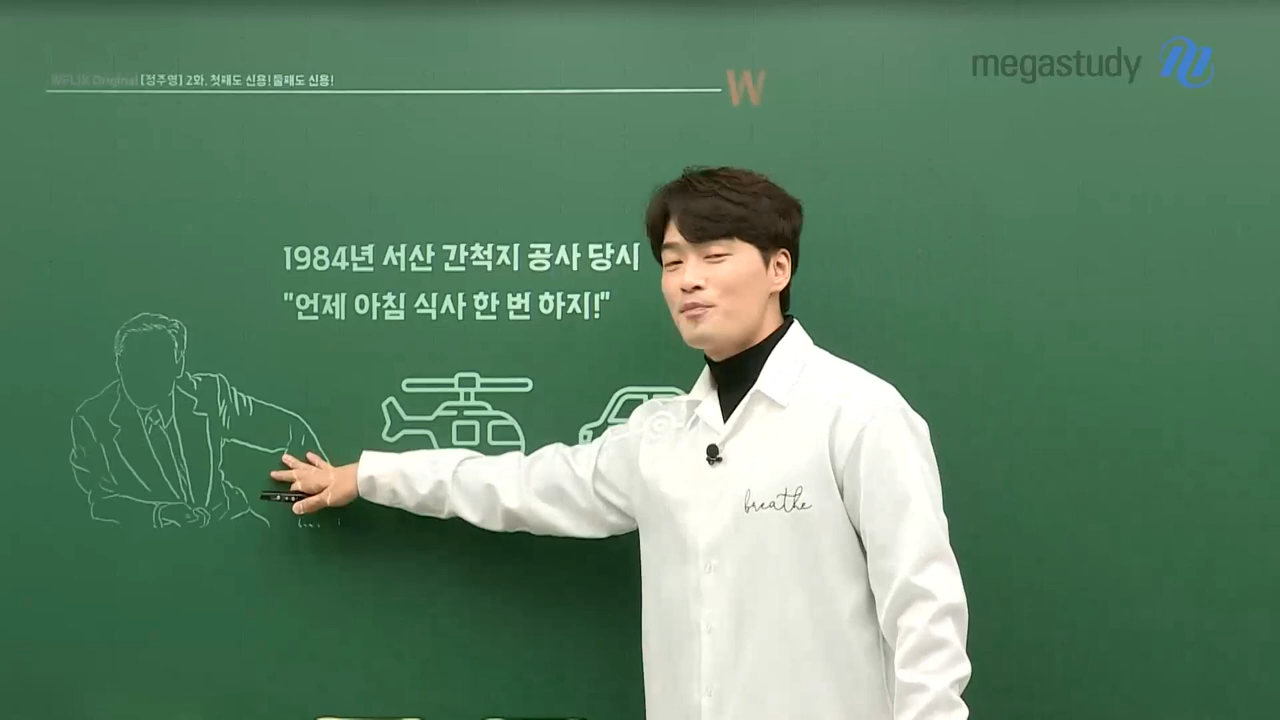 WFLIX Original [정주영] 2화. 첫째도 신용! 둘째도 신용!
W
megastudy
1984년 서산 간척지 공사 당시
"언제 아침 식사 한 번 하지!"
breathe